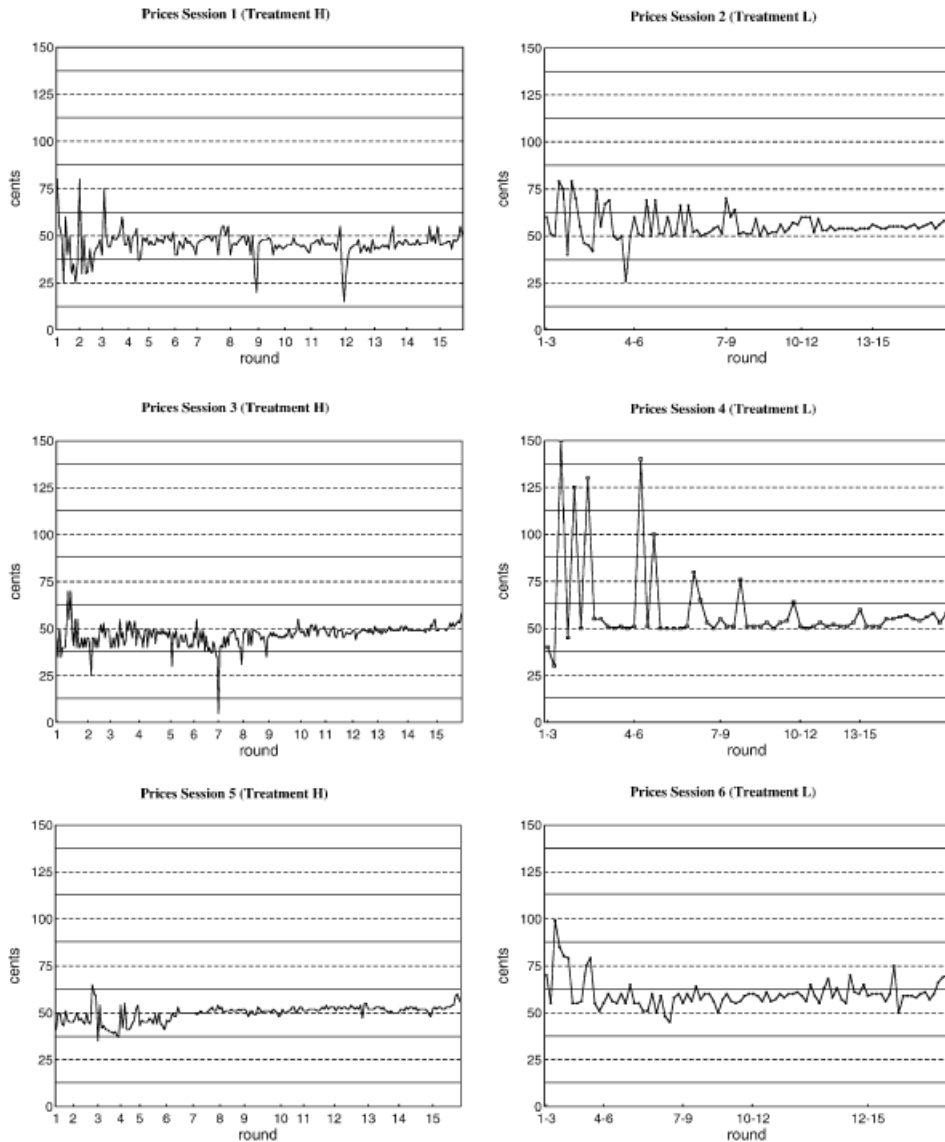 Prices Session 1 (Treatment H)
150
125
100
75
50
25
0
cents
1 2 3 4 5 6 7 8 9 10 11 12 13 14 15
round
Prices Session 2 (Treatment L)
150
125
100
75
50
25
0
cents
1-3 4-6 7-9 10-12 13-15
round
Prices Session 3 (Treatment H)
150
125
100
75
50
25
0
cents
1 2 3 4 5 6 7 8 9 10 11 12 13 14 15
round
Prices Session 4 (Treatment L)
150
125
100
75
50
25
0
cents
1-3 4-6 7-9 10-12 13-15
round
Prices Session 5 (Treatment H)
150
125
100
75
50
25
0
cents
1 2 3 4 5 6 7 8 9 10 11 12 13 14 15
round
Prices Session 6 (Treatment L)
150
125
100
75
50
25
0
cents
1-3 4-6 7-9 10-12 12-15
round